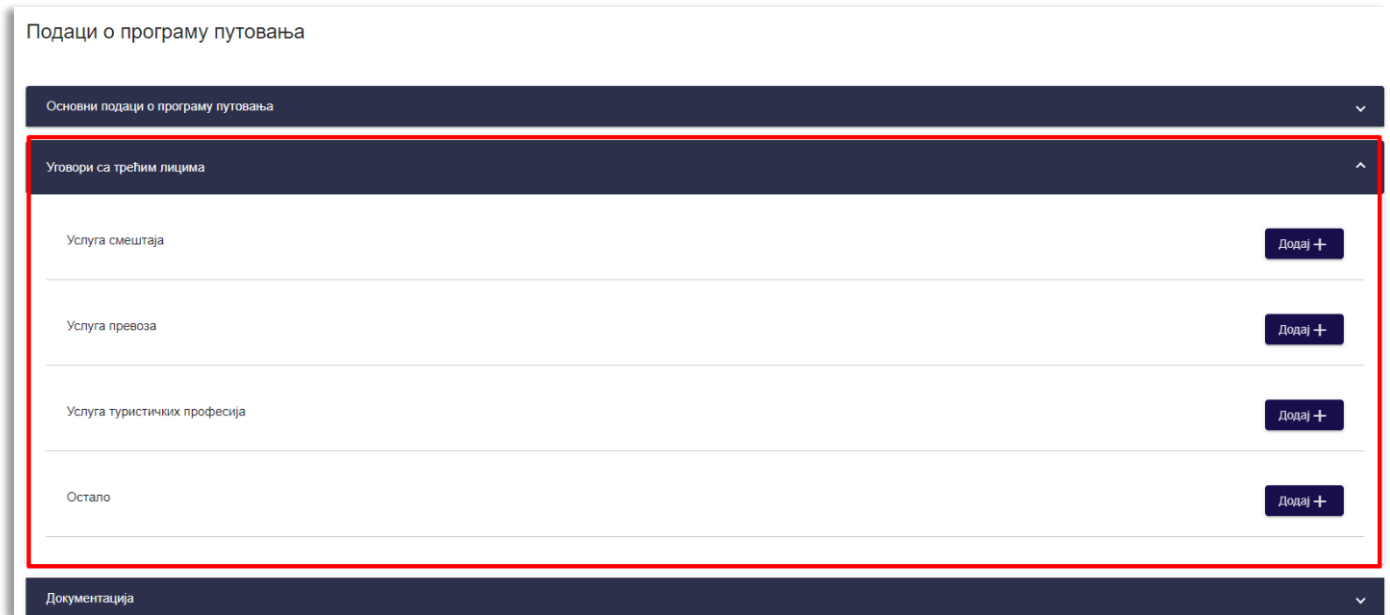 Подаци о програму путовања
Основни подаци о програму путовања
Уговори са трећим лицима
Услуга смештаја
Додај +
Услуга превоза
Додај +
Услуга туристичких професија
Додај +
Остало
Додај +
Документација